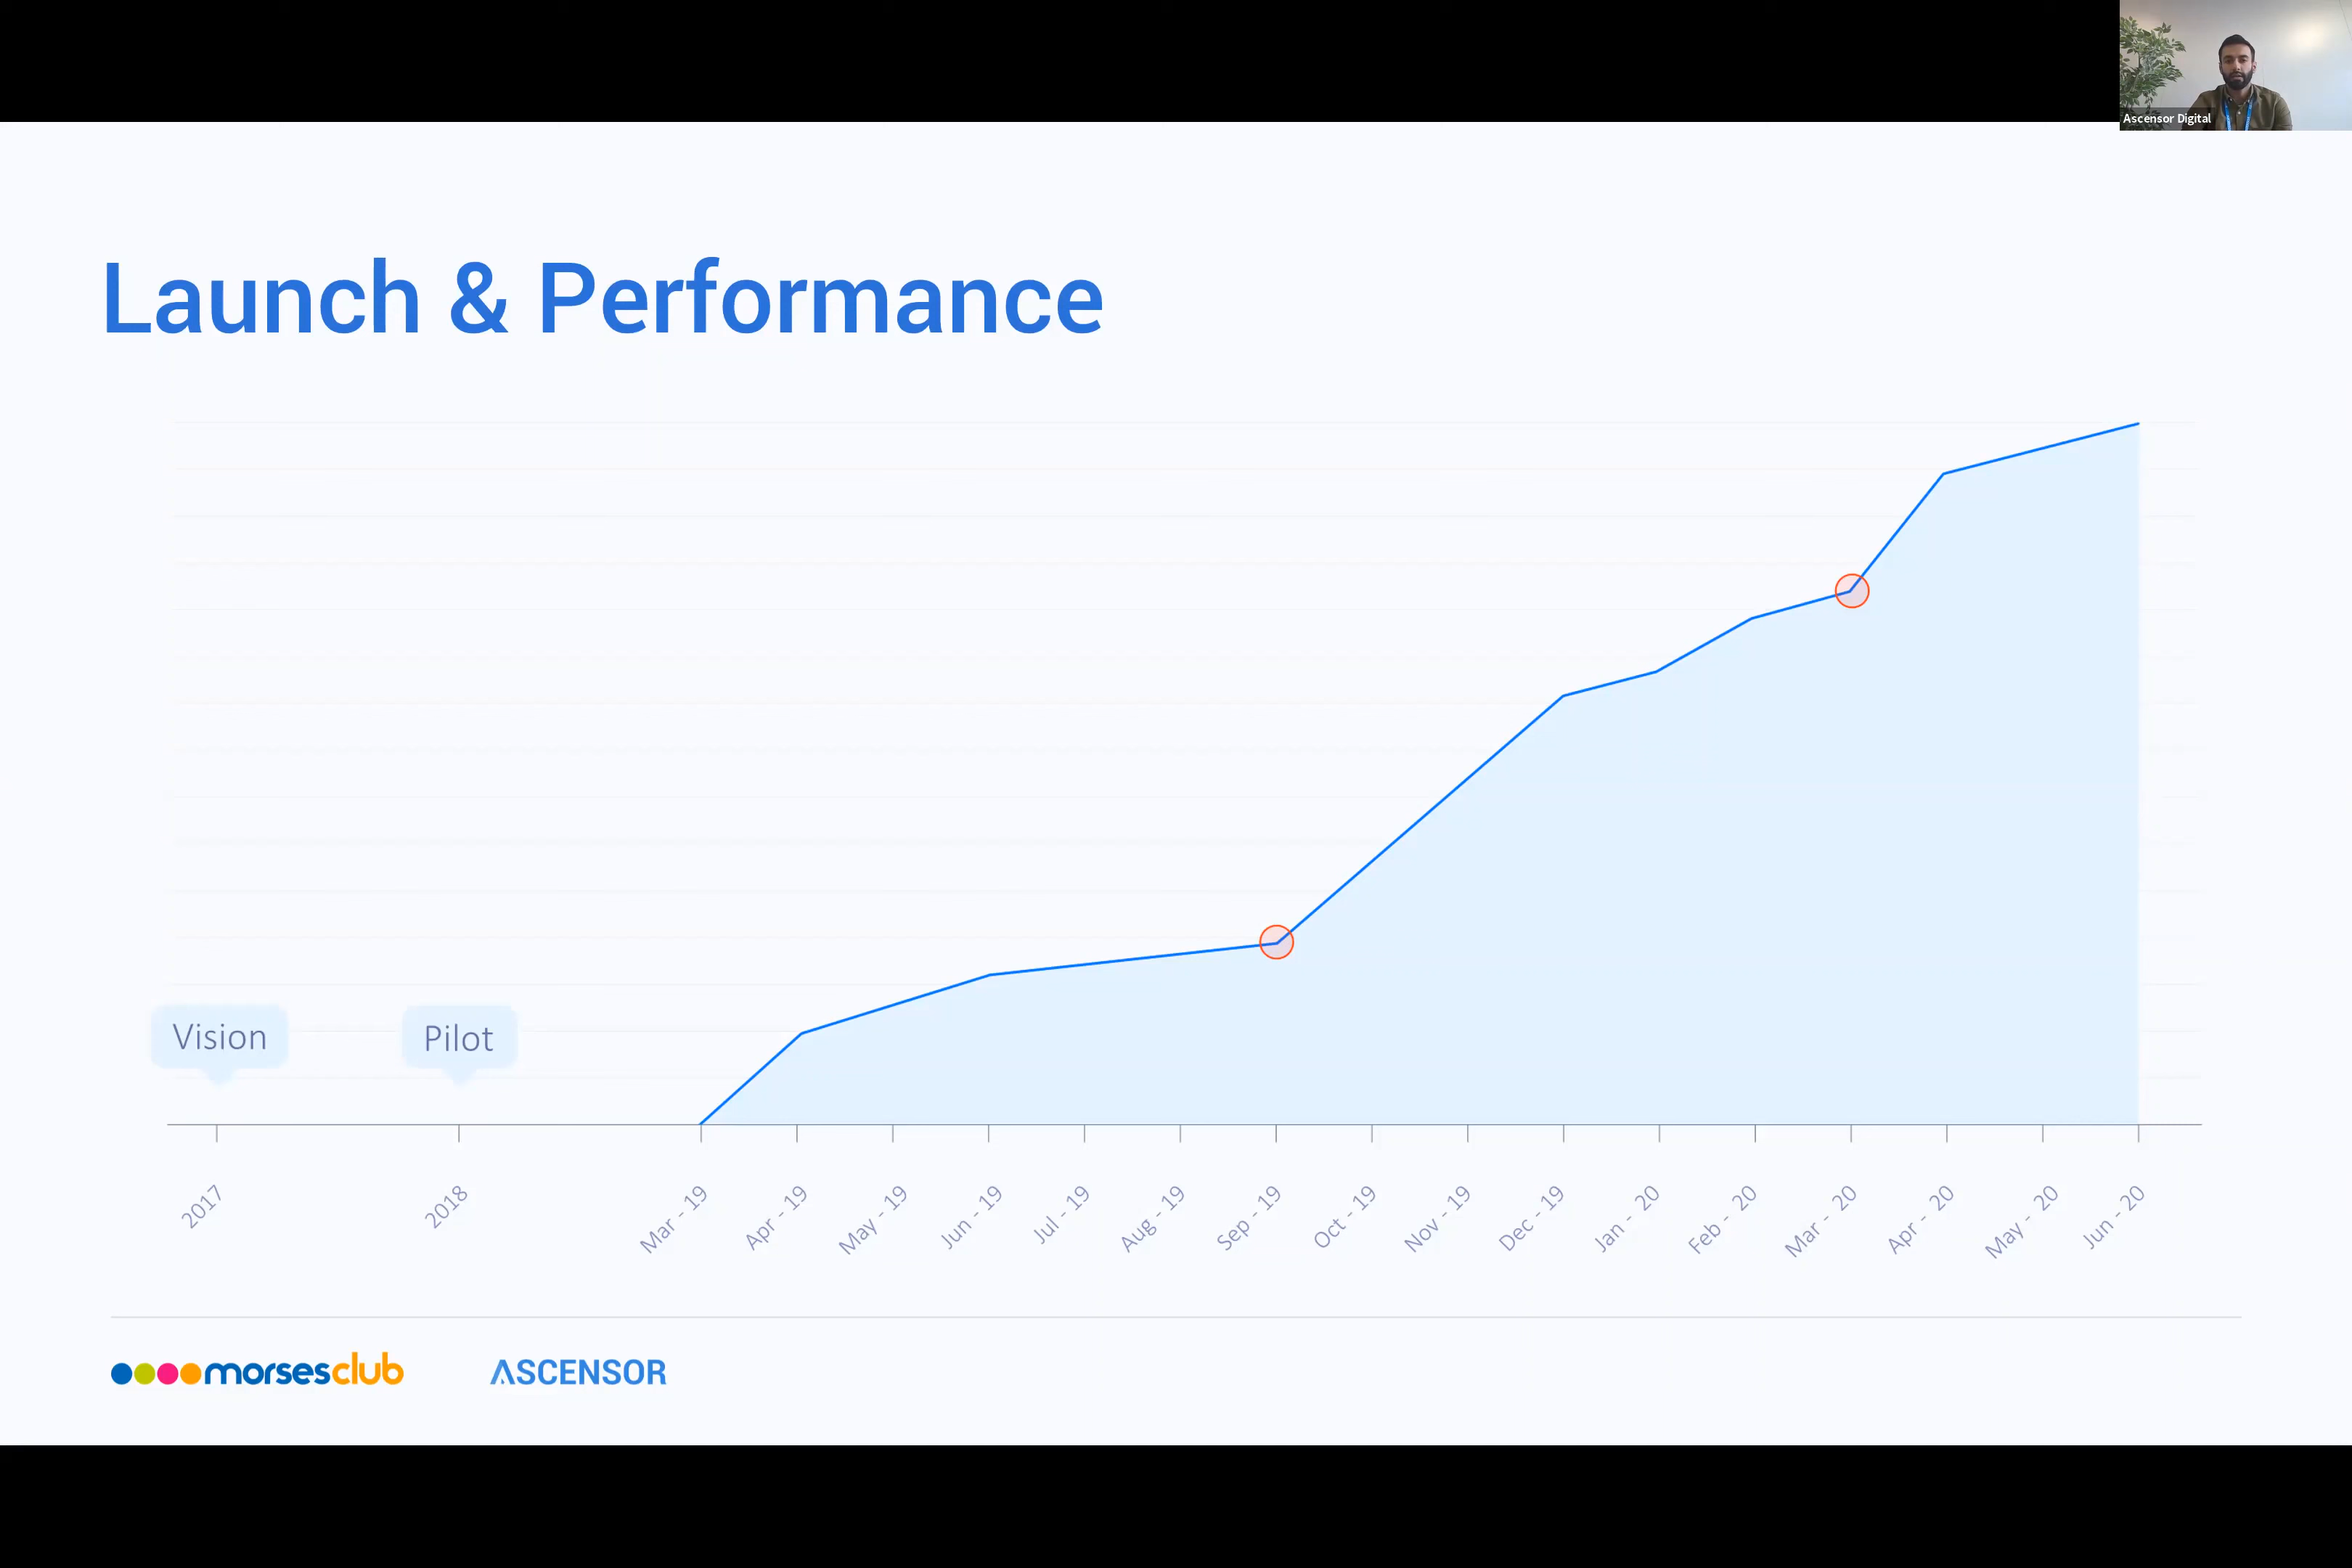 Ascensor Digital
Launch & Performance
Vision
Pilot
2017
2018
Mar - 19
Apr - 19
May - 19
Jun - 19
Jul - 19
Aug - 19
Sep - 19
Oct - 19
Nov - 19
Dec - 19
Jan - 20
Feb - 20
Mar - 20
Apr - 20
May - 20
Jun - 20
morsesclub
ASCENSOR